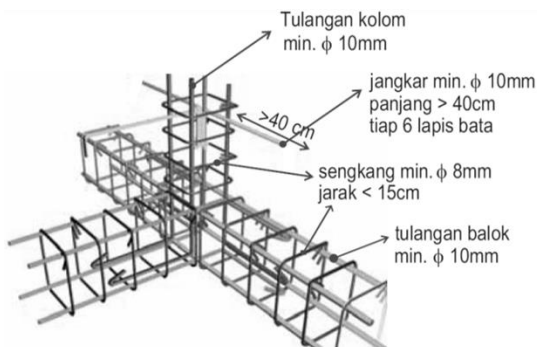 Tulangan kolom
min. ϕ 10mm
jangkar min. ϕ 10mm
panjang > 40cm
tiap 6 lapis bata
>40 cm
sengkang min. ϕ 8mm
jarak < 15cm
tulangan balok
min. ϕ 10mm